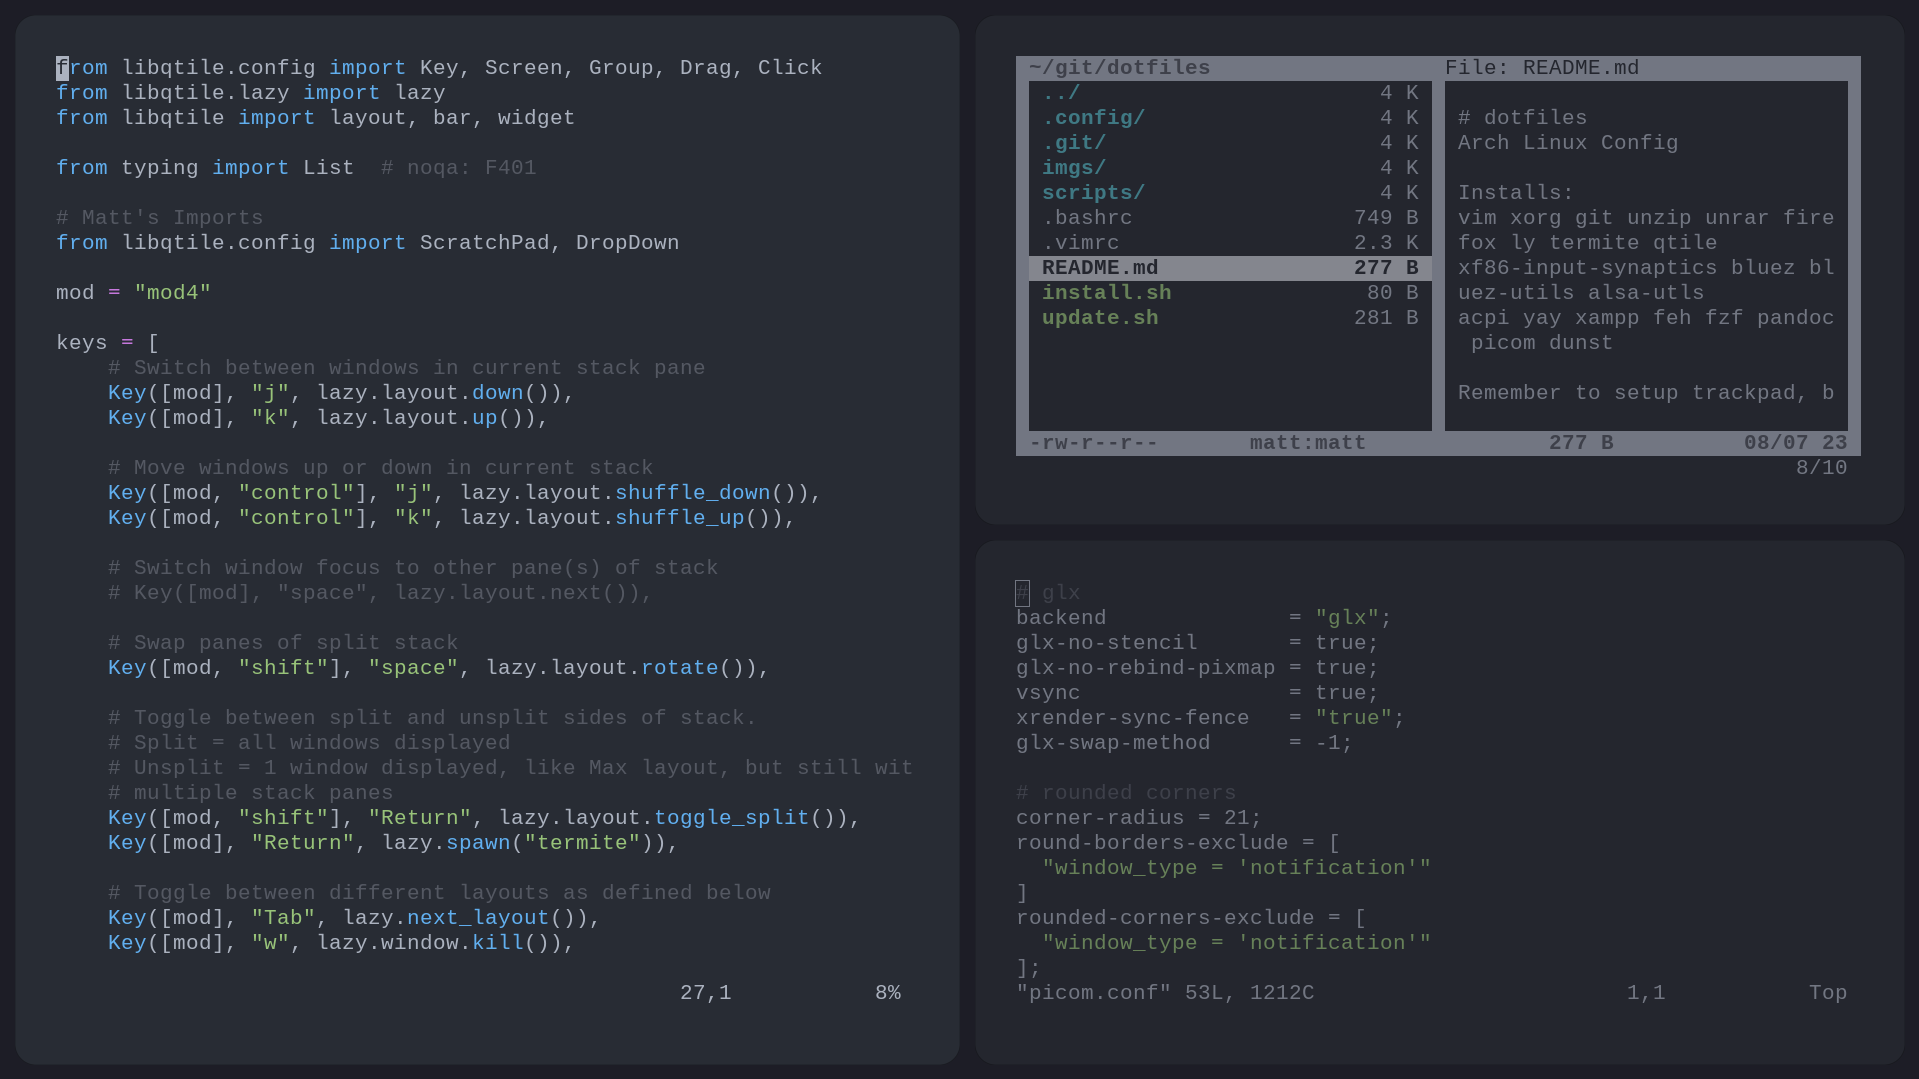 from libqtile.config import Key, Screen, Group, Drag, Click
from libqtile.lazy import lazy
from libqtile import layout, bar, widget

from typing import List  # noqa: F401

# Matt's Imports
from libqtile.config import ScratchPad, DropDown

mod = "mod4"

keys = [
    # Switch between windows in current stack pane
    Key([mod], "j", lazy.layout.down()),
    Key([mod], "k", lazy.layout.up()),

    # Move windows up or down in current stack
    Key([mod, "control"], "j", lazy.layout.shuffle_down()),
    Key([mod, "control"], "k", lazy.layout.shuffle_up()),

    # Switch window focus to other pane(s) of stack
    # Key([mod], "space", lazy.layout.next()),

    # Swap panes of split stack
    Key([mod, "shift"], "space", lazy.layout.rotate()),

    # Toggle between split and unsplit sides of stack.
    # Split = all windows displayed
    # Unsplit = 1 window displayed, like Max layout, but still wit
    # multiple stack panes
    Key([mod, "shift"], "Return", lazy.layout.toggle_split()),
    Key([mod], "Return", lazy.spawn("termite")),

    # Toggle between different layouts as defined below
    Key([mod], "Tab", lazy.next_layout()),
    Key([mod], "w", lazy.window.kill()),

27,1 8%
~/git/dotfiles
../ 4 K
.config/ 4 K
.git/ 4 K
imgs/ 4 K
scripts/ 4 K
.bashrc 749 B
.vimrc 2.3 K
README.md 277 B
install.sh 80 B
update.sh 281 B
File: README.md

# dotfiles
Arch Linux Config

Installs:
vim xorg git unzip unrar fire
fox ly termite qtile
xf86-input-synaptics bluez bl
uez-utils alsa-utls
acpi yay xampp feh fzf pandoc
 picom dunst

Remember to setup trackpad, b
-rw-r--r-- matt:matt 277 B 08/07 23
8/10
# glx
backend              = "glx";
glx-no-stencil       = true;
glx-no-rebind-pixmap = true;
vsync                = true;
xrender-sync-fence   = "true";
glx-swap-method      = -1;

# rounded corners
corner-radius = 21;
round-borders-exclude = [
  "window_type = 'notification'"
]
rounded-corners-exclude = [
  "window_type = 'notification'"
];
"picom.conf" 53L, 1212C 1,1 Top